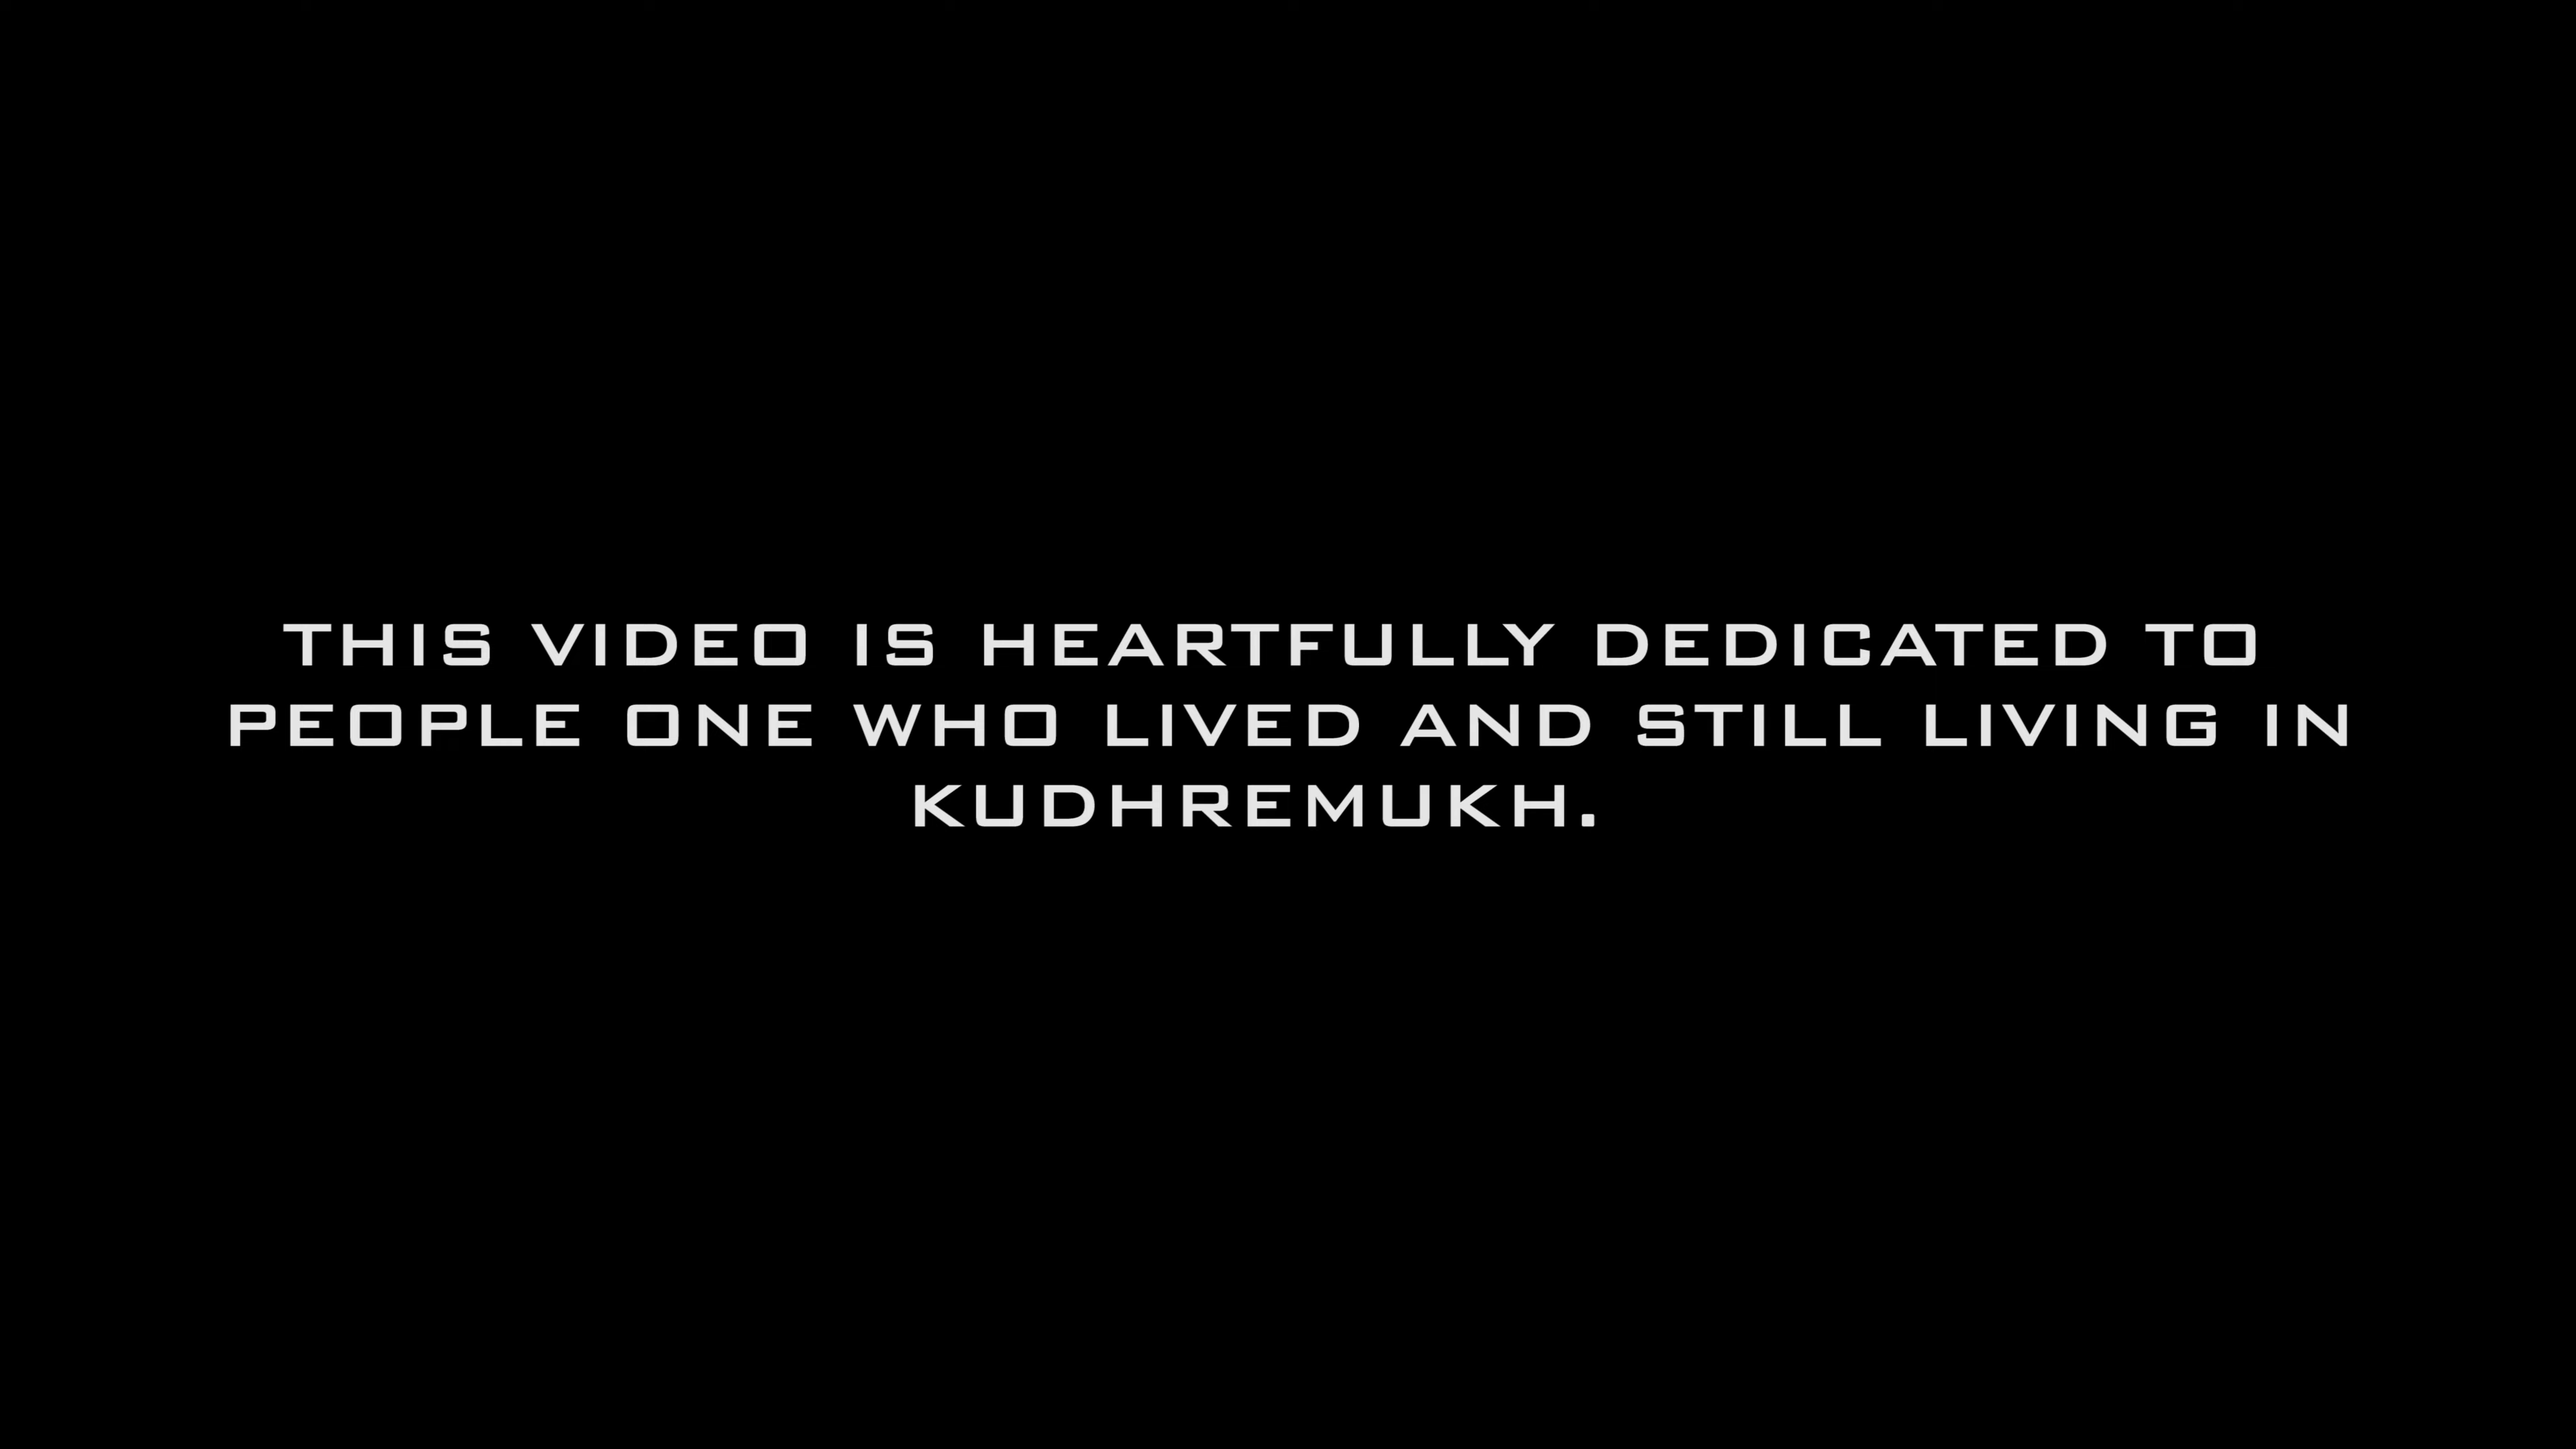 THIS VIDEO IS HEARTFULLY DEDICATED TO
PEOPLE ONE WHO LIVED AND STILL LIVING IN
KUDHREMUKH.